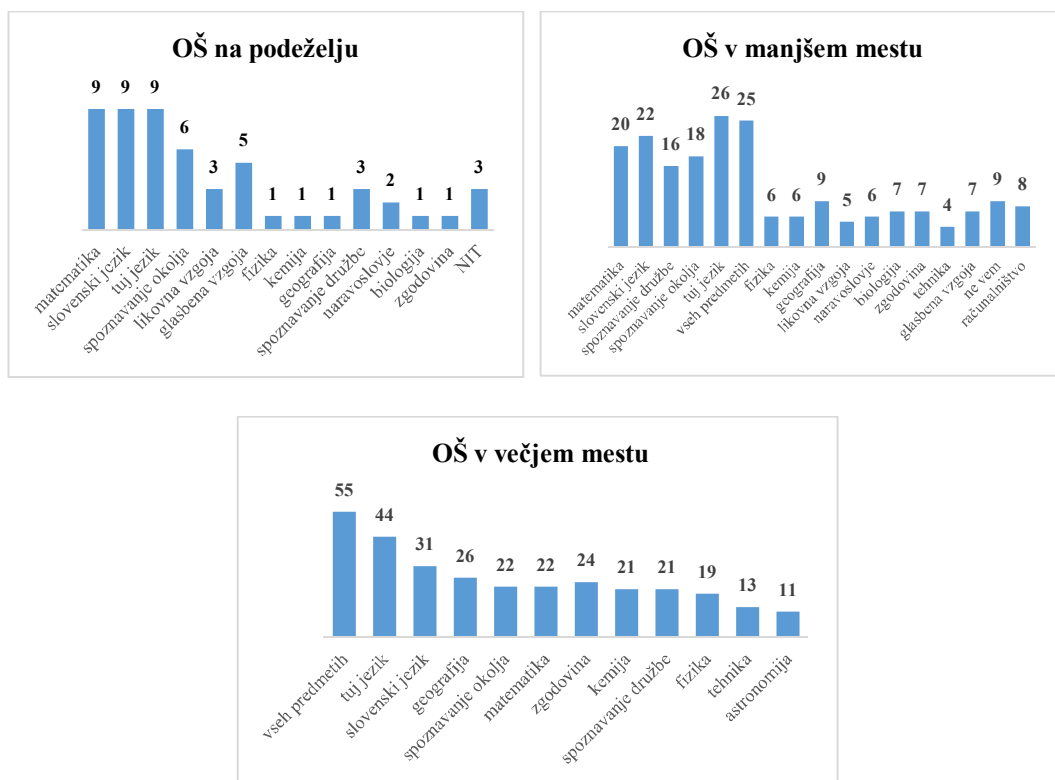 OŠ na podeželju
9 9 9 6 3 5 1 1 1 3 2 1 1 3
matematika
slovenski jezik
tuj jezik
spoznavanje okolja
likovna vzgoja
glasbena vzgoja
fizika
kemija
geografija
spoznavanje družbe
naravoslovje
biologija
zgodovina
NIT
OŠ v manjšem mestu
20 22 16 18 26 25 6 6 9 5 6 7 7 4 7 9 8
matematika
slovenski jezik
spoznavanje družbe
spoznavanje okolja
tuj jezik
vseh predmetih
fizika
kemija
geografija
likovna vzgoja
naravoslovje
biologija
zgodovina
tehnika
glasbena vzgoja
ne vem
računalništvo
OŠ v večjem mestu
55 44 31 26 22 22 24 21 21 19 13 11
vseh predmetih
tuj jezik
slovenski jezik
geografija
spoznavanje okolja
matematika
zgodovina
kemija
spoznavanje družbe
fizika
tehnika
astronomija